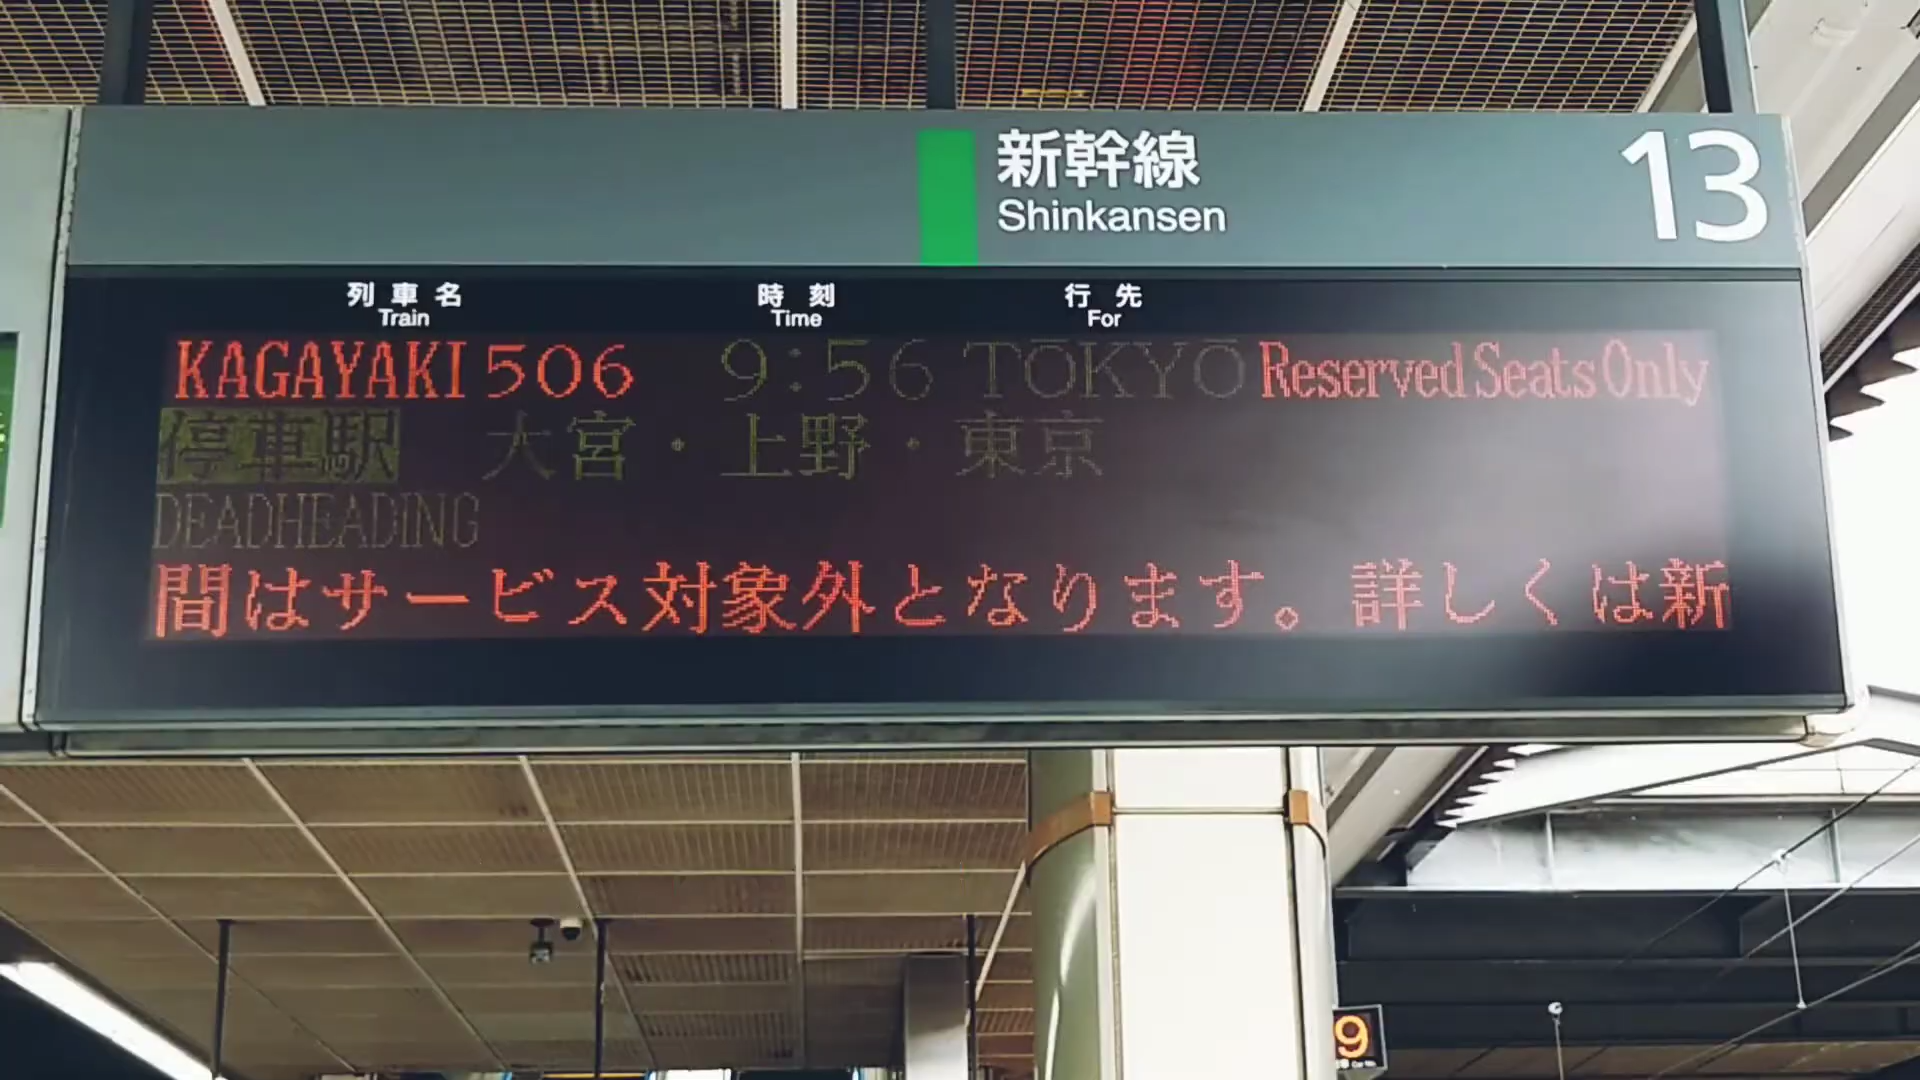 新幹線 13
Shinkansen
列車名 時刻 行先
Train Time For
KAGAYAKI 506 9:56 TŌKYŌ Reserved Seats Only
停車駅 大宮・上野・東京
DEADHEADING
間はサービス対象外となります。詳しくは新
9